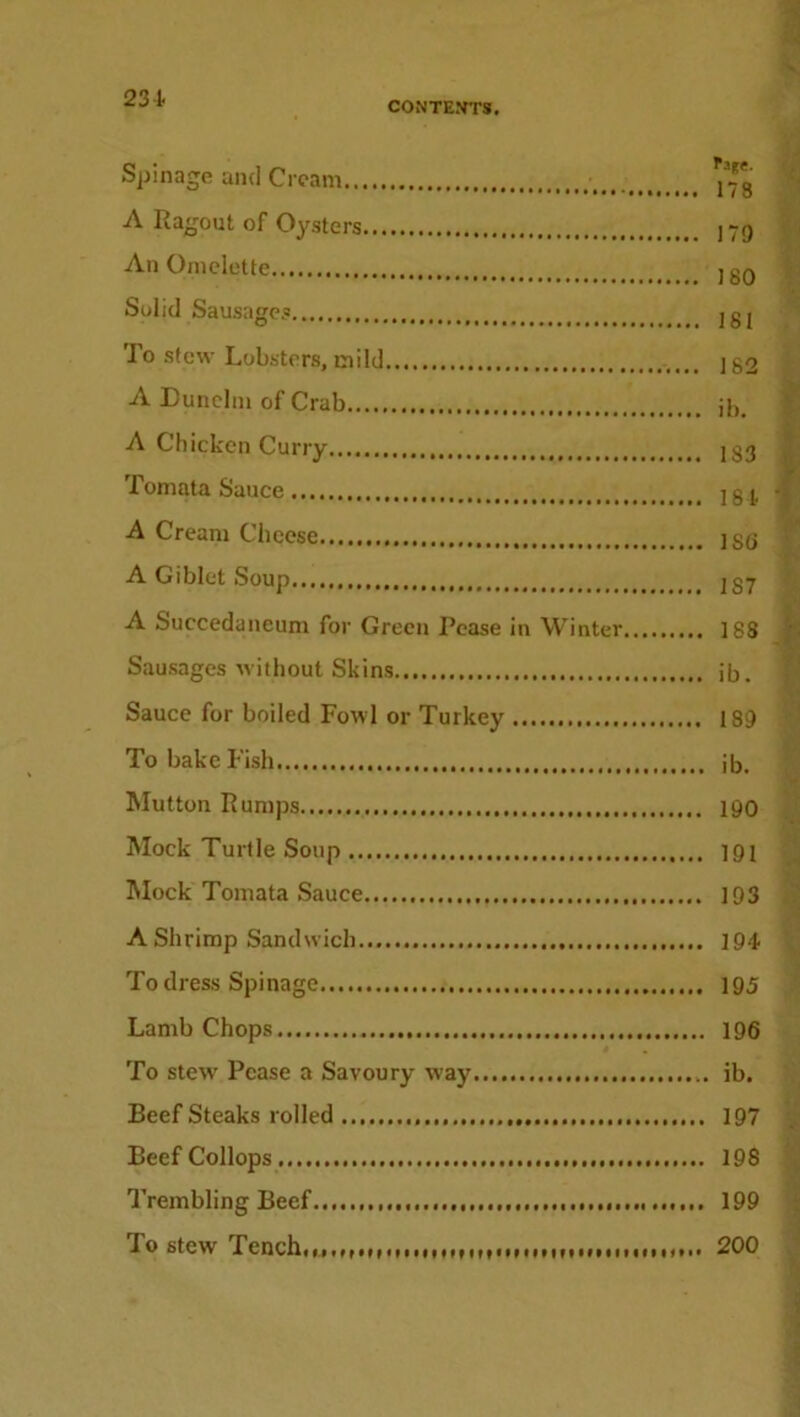 234
CONTENTS.
Page.
Spinage and Cream 178
A Ragout of Oysters 179
An Omelette 180
Solid Sausages 181
To stew Lobsters, mild 182
A Dunelm of Crab ib.
A Chicken Curry 183
Tomata Sauce 184
A Cream Cheese 186
A Giblet Soup 187
A Succedaneum for Green Pease in Winter 188
Sausages without Skins ib.
Sauce for boiled Fowl or Turkey 189
To bake Fish ib.
Mutton Rumps 190
Mock Turtle Soup 191
Mock Tomata Sauce 193
A Shrimp Sandwich 194
To dress Spinage 195
Lamb Chops 196
To stew Pease a Savoury way ib.
Beef Steaks rolled 197
Beef Collops 198
Trembling Beef 199
To stew Tench 200